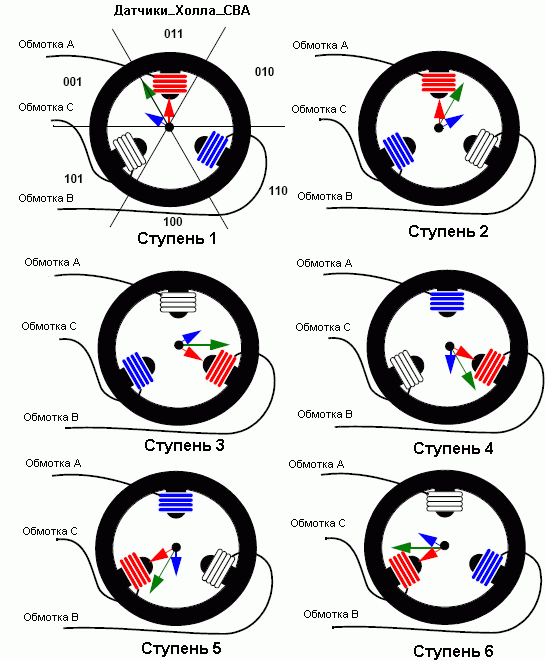 Датчики_Холла_СВА
Обмотка А
011
001
010
Обмотка С
101
110
Обмотка В
100
Ступень 1
Обмотка А
Обмотка С
Обмотка В
Ступень 2
Обмотка А
Обмотка С
Обмотка В
Ступень 3
Обмотка А
Обмотка С
Обмотка В
Ступень 4
Обмотка А
Обмотка С
Обмотка В
Ступень 5
Обмотка А
Обмотка С
Обмотка В
Ступень 6